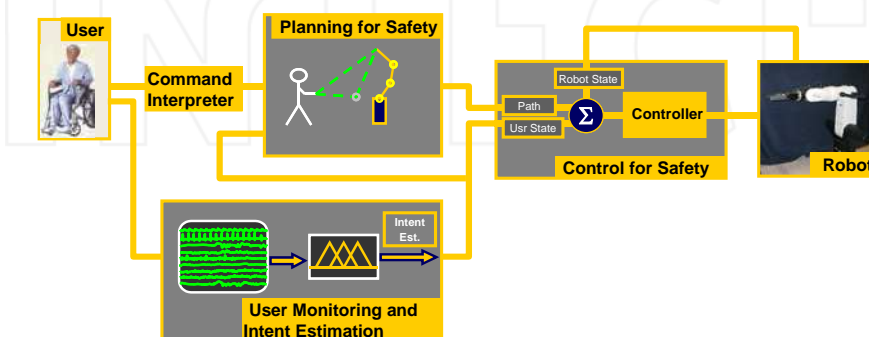 User
Planning for Safety
Command
Interpreter
Robot State
Path
Usr State
Σ
Controller
Control for Safety
Robot
Intent
Est.
User Monitoring and
Intent Estimation